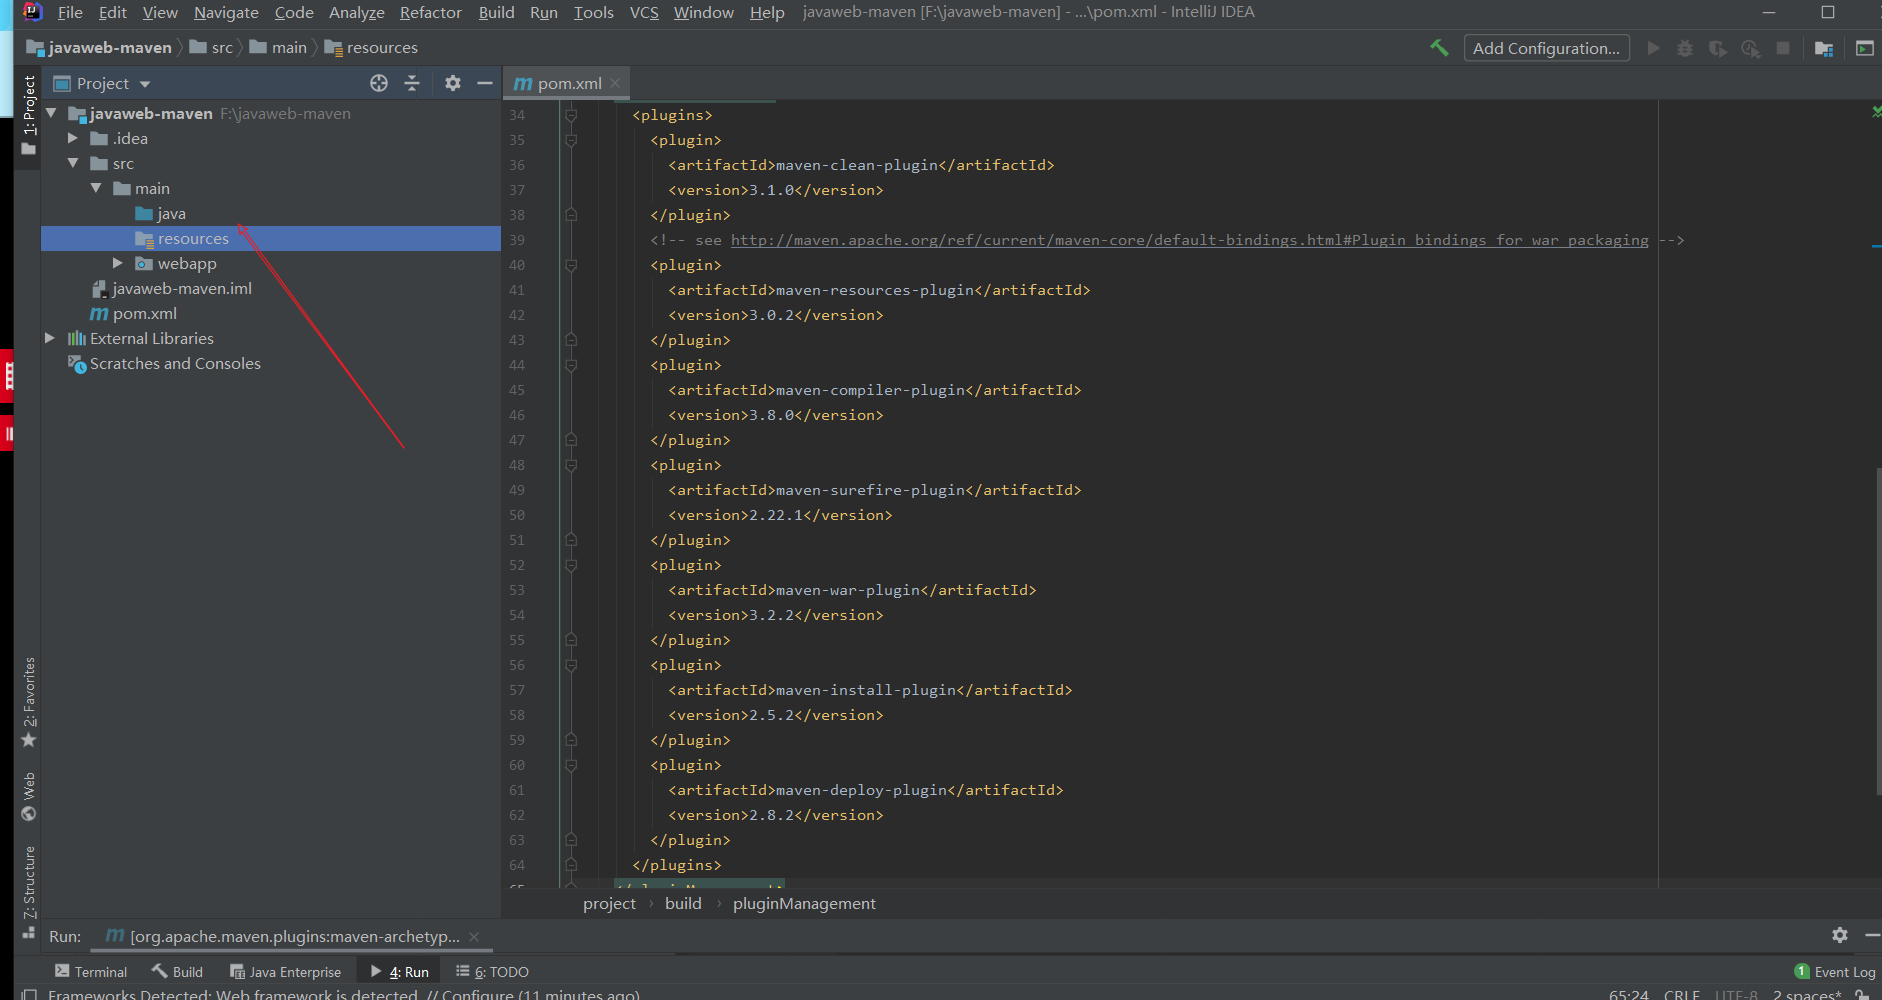 File Edit View Navigate Code Analyze Refactor Build Run Tools VCS Window Help javaweb-maven [F:\javaweb-maven] - ...\pom.xml - IntelliJ IDEA
javaweb-maven src main resources Add Configuration...
1: Project
Project
pom.xml
javaweb-maven F:\javaweb-maven
.idea
src
main
java
resources
webapp
javaweb-maven.iml
pom.xml
External Libraries
Scratches and Consoles
34 <plugins>
35 <plugin>
36 <artifactId>maven-clean-plugin</artifactId>
37 <version>3.1.0</version>
38 </plugin>
39 <!-- see http://maven.apache.org/ref/current/maven-core/default-bindings.html#Plugin_bindings_for_war_packaging -->
40 <plugin>
41 <artifactId>maven-resources-plugin</artifactId>
42 <version>3.0.2</version>
43 </plugin>
44 <plugin>
45 <artifactId>maven-compiler-plugin</artifactId>
46 <version>3.8.0</version>
47 </plugin>
48 <plugin>
49 <artifactId>maven-surefire-plugin</artifactId>
50 <version>2.22.1</version>
51 </plugin>
52 <plugin>
53 <artifactId>maven-war-plugin</artifactId>
54 <version>3.2.2</version>
55 </plugin>
56 <plugin>
57 <artifactId>maven-install-plugin</artifactId>
58 <version>2.5.2</version>
59 </plugin>
60 <plugin>
61 <artifactId>maven-deploy-plugin</artifactId>
62 <version>2.8.2</version>
63 </plugin>
64 </plugins>
65 </pluginManagement>
project build pluginManagement
2: Favorites
Web
7: Structure
Run: [org.apache.maven.plugins:maven-archetyp...
Terminal Build Java Enterprise 4: Run 6: TODO 1 Event Log
Frameworks Detected: Web framework is detected. // Configure (11 minutes ago) 65:24 CRLF UTF-8 2 spaces*